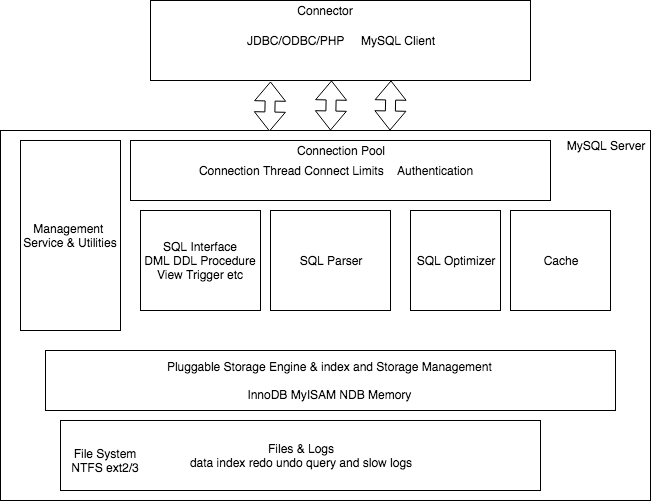 Connector
JDBC/ODBC/PHP MySQL Client
MySQL Server
Connection Pool
Connection Thread Connect Limits Authentication
Management
Service & Utilities
SQL Interface
DML DDL Procedure
View Trigger etc
SQL Parser
SQL Optimizer
Cache
Pluggable Storage Engine & index and Storage Management
InnoDB MyISAM NDB Memory
File System
NTFS ext2/3
Files & Logs
data index redo undo query and slow logs